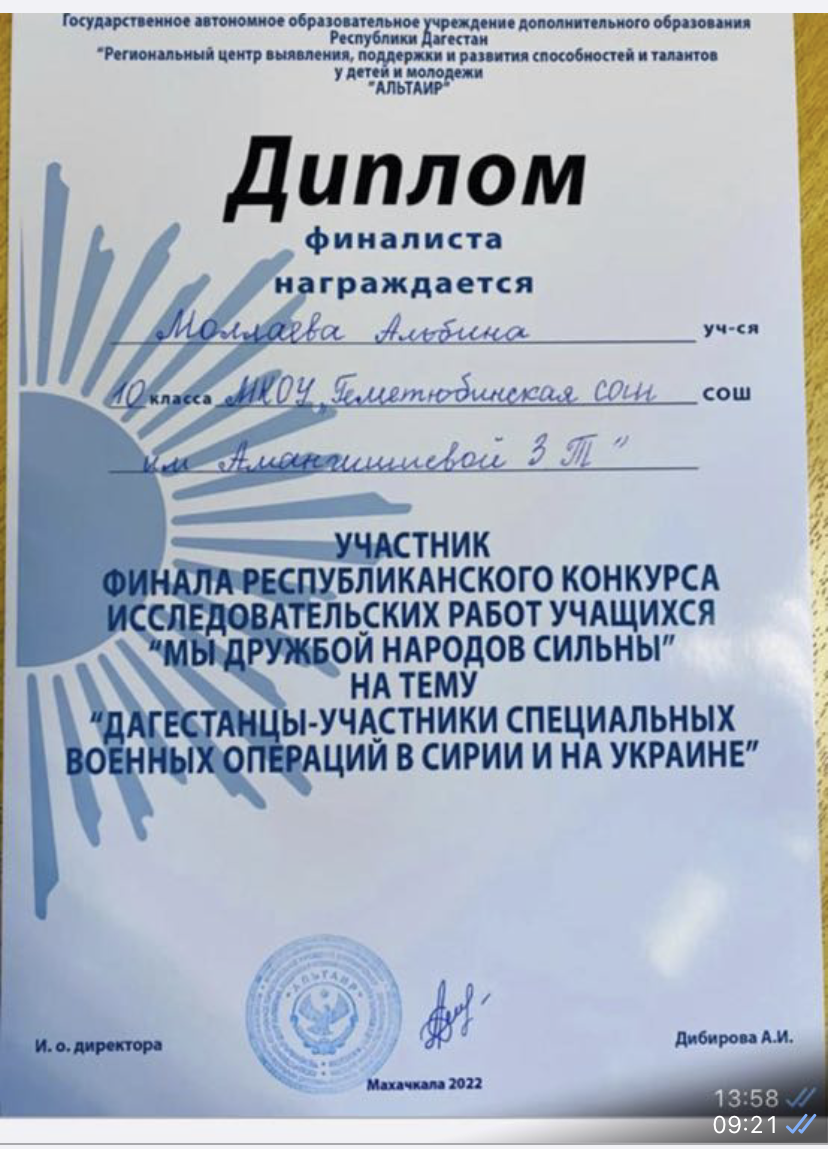 Государственное автономное образовательное учреждение дополнительного образования
Республики Дагестан
"Региональный центр выявления, поддержки и развития способностей и талантов
у детей и молодежи
"АЛЬТАИР"
Диплом
финалиста
награждается
Моллаева Альбина уч-ся
10 класса МКОУ „Геметюбинская сош СОШ
им Амангишиевой З Т"
УЧАСТНИК
ФИНАЛА РЕСПУБЛИКАНСКОГО КОНКУРСА
ИССЛЕДОВАТЕЛЬСКИХ РАБОТ УЧАЩИХСЯ
"МЫ ДРУЖБОЙ НАРОДОВ СИЛЬНЫ"
НА ТЕМУ
"ДАГЕСТАНЦЫ-УЧАСТНИКИ СПЕЦИАЛЬНЫХ
ВОЕННЫХ ОПЕРАЦИЙ В СИРИИ И НА УКРАИНЕ"
АЛЬТАИР
И. о. директора
Дибирова А.И.
Махачкала 2022
13:58
09:21